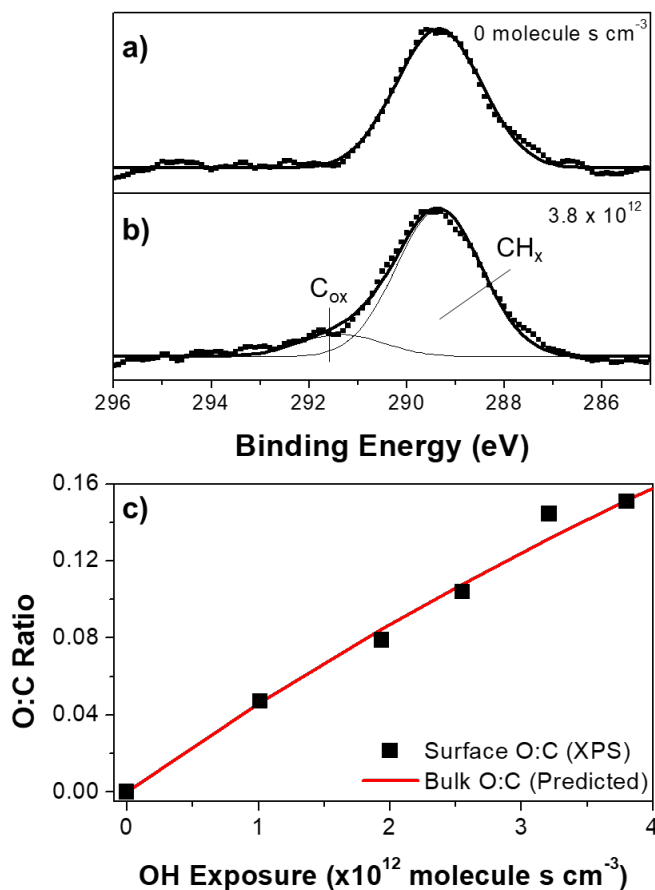 a)
0 molecule s cm⁻³
b)
3.8 x 10¹²
CHₓ
Cₒₓ
296 294 292 290 288 286
Binding Energy (eV)
c)
0.16
0.12
0.08
0.04
0.00
O:C Ratio
Surface O:C (XPS)
Bulk O:C (Predicted)
0 1 2 3 4
OH Exposure (x10¹² molecule s cm⁻³)